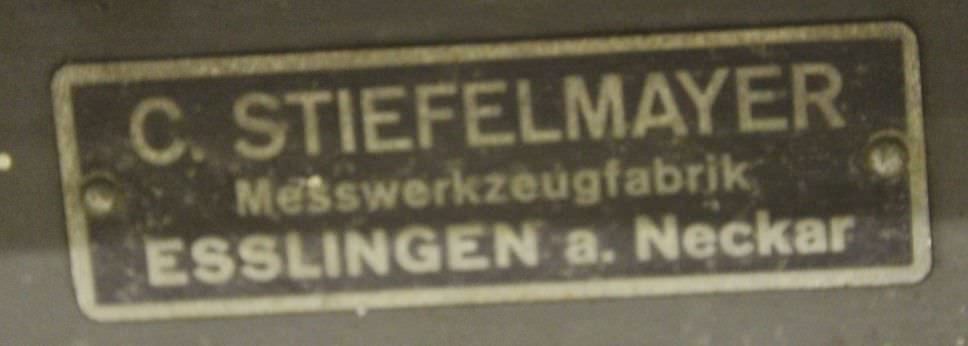 C. STIEFELMAYER
Messwerkzeugfabrik
ESSLINGEN a. Neckar